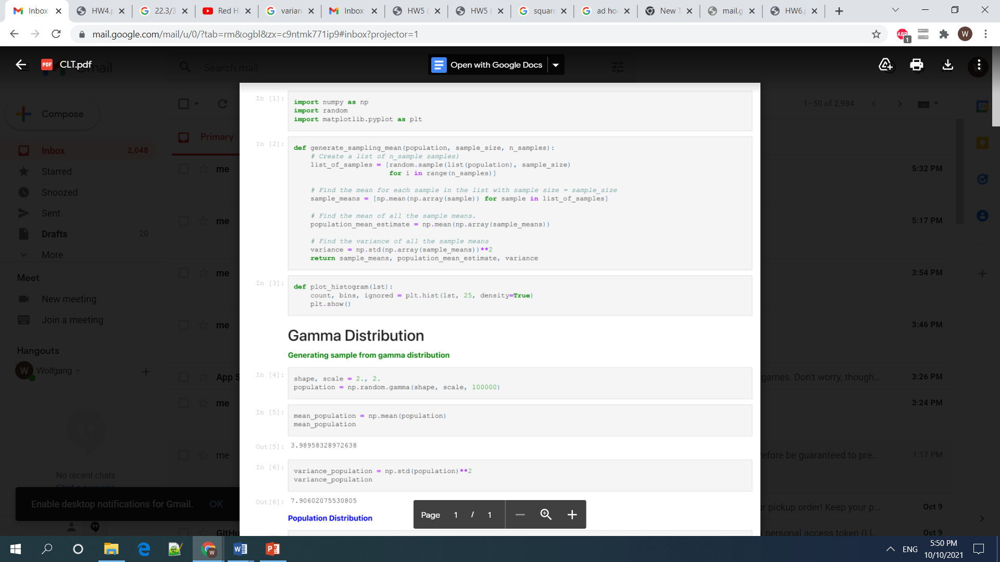 Inbox
HW4.p
22.3/3
Red H
varian
Inbox
HW5 (
HW5 (
square
ad hoc
New T
mail.g
HW6.p
mail.google.com/mail/u/0/?tab=rm&ogbl&zx=c9ntmk771ip9#inbox?projector=1
ABP
1
W
PDF
CLT.pdf
Gmail
Search mail
Open with Google Docs
Compose
1–50 of 2,984
31
Primary
Inbox
2,048
Starred
Snoozed
Sent
Drafts
20
More
Meet
New meeting
Join a meeting
Hangouts
W
Wolfgang
No recent chats
Start a new one
Enable desktop notifications for Gmail.
OK
me
5:32 PM
me
5:17 PM
me
3:54 PM
me
3:46 PM
App S
games. Don't worry, though...
3:26 PM
me
3:24 PM
me
efore be guaranteed to pre...
1:17 PM
r pickup order! Keep your p...
Oct 9
GitHu
personal access token (I l...
Oct 9
In [1]:
import numpy as np
import random
import matplotlib.pyplot as plt
In [2]:
def generate_sampling_mean(population, sample_size, n_samples):
# Create a list of n_sample samples)
list_of_samples = [random.sample(list(population), sample_size)
for i in range(n_samples)]
# Find the mean for each sample in the list with sample size = sample_size
sample_means = [np.mean(np.array(sample)) for sample in list_of_samples]
# Find the mean of all the sample means.
population_mean_estimate = np.mean(np.array(sample_means))
# Find the variance of all the sample means
variance = np.std(np.array(sample_means))**2
return sample_means, population_mean_estimate, variance
In [3]:
def plot_histogram(lst):
count, bins, ignored = plt.hist(lst, 25, density=True)
plt.show()
Gamma Distribution
Generating sample from gamma distribution
In [4]:
shape, scale = 2., 2.
population = np.random.gamma(shape, scale, 100000)
In [5]:
mean_population = np.mean(population)
mean_population
Out[5]:
3.98958328972638
In [6]:
variance_population = np.std(population)**2
variance_population
Out[6]:
7.90602075530805
Population Distribution
Page 1 / 1
W
ENG
5:50 PM
10/10/2021